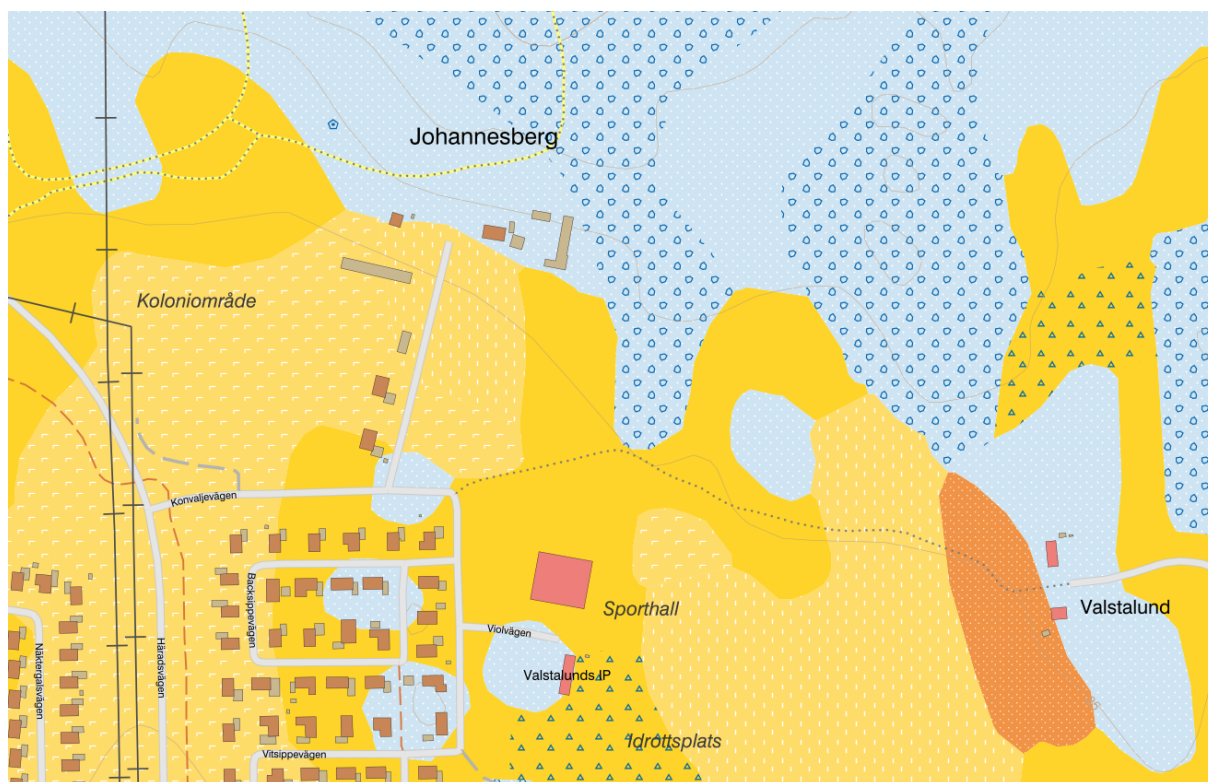 Johannesberg
Koloniområde
Konvaljevägen
Backsippevägen
Häradsvägen
Näktergalsvägen
Violvägen
Sporthall
Valstalund
Valstalunds IP
Idrottsplats
Vitsippevägen